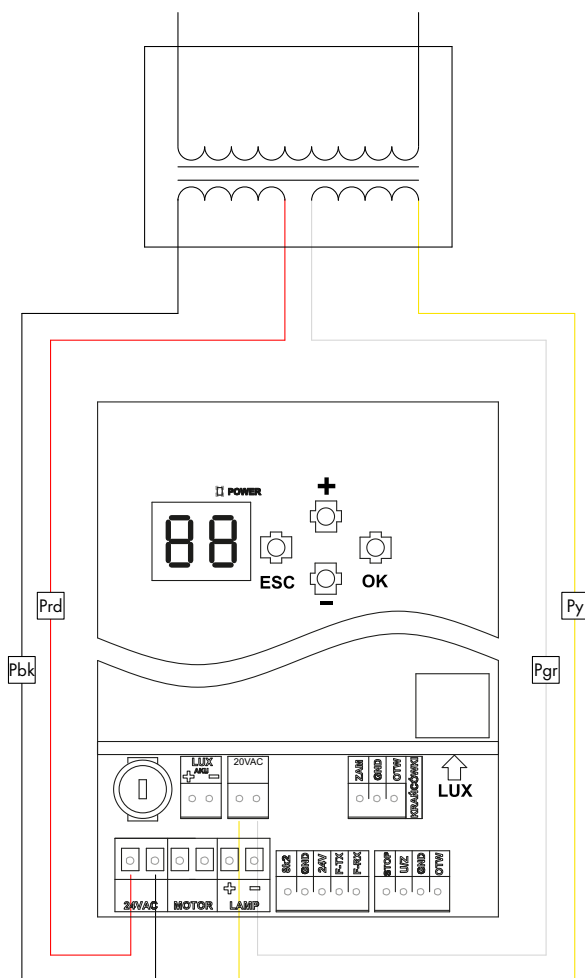 POWER
+
88
ESC
OK
-
Prd
Py
Pbk
Pgr
LUX
AKU
+ -
20VAC
ZAM
GND
OTW
KRAŃCÓWKI
LUX
+ -
24VAC
MOTOR
LAMP
Sk2
GND
24V
F-TX
F-RX
STOP
U/Z
GND
OTW